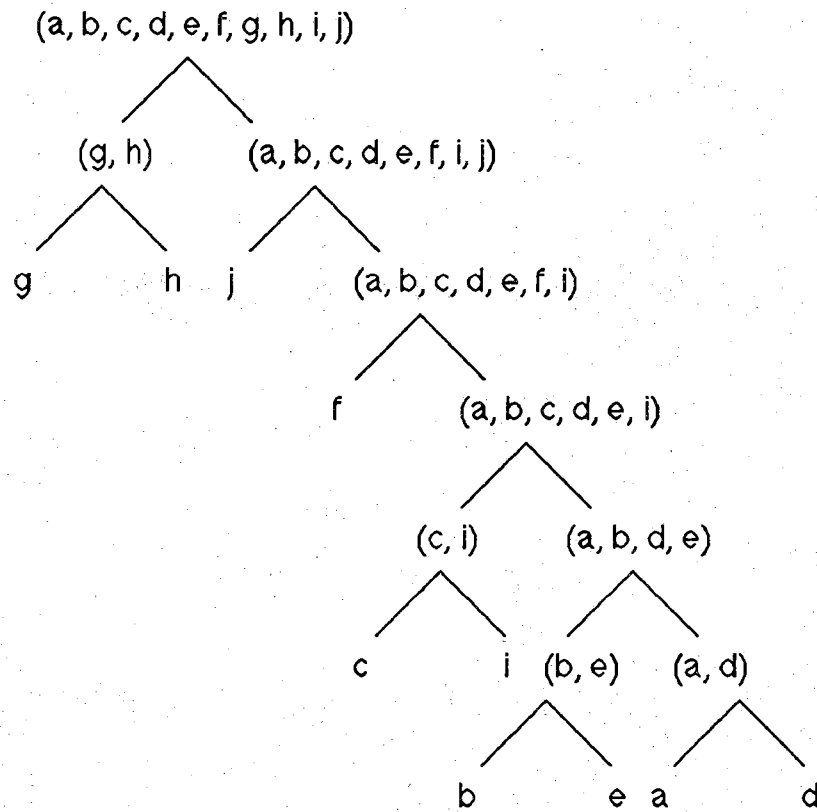 (a, b, c, d, e, f, g, h, i, j)
(g, h) (a, b, c, d, e, f, i, j)
g h j (a, b, c, d, e, f, i)
f (a, b, c, d, e, i)
(c, i) (a, b, d, e)
c i (b, e) (a, d)
b e a d